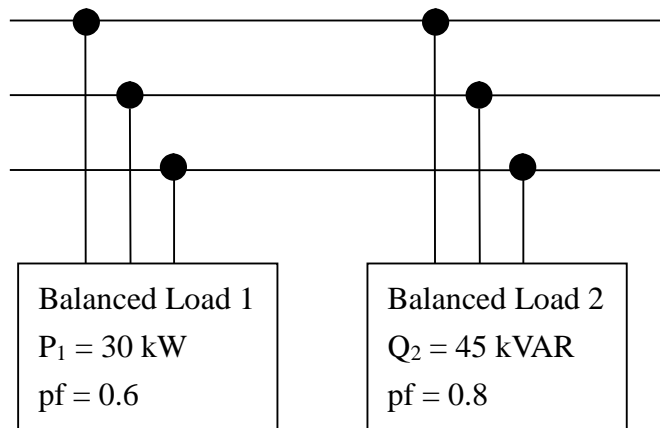 Balanced Load 1
P₁ = 30 kW
pf = 0.6
Balanced Load 2
Q₂ = 45 kVAR
pf = 0.8